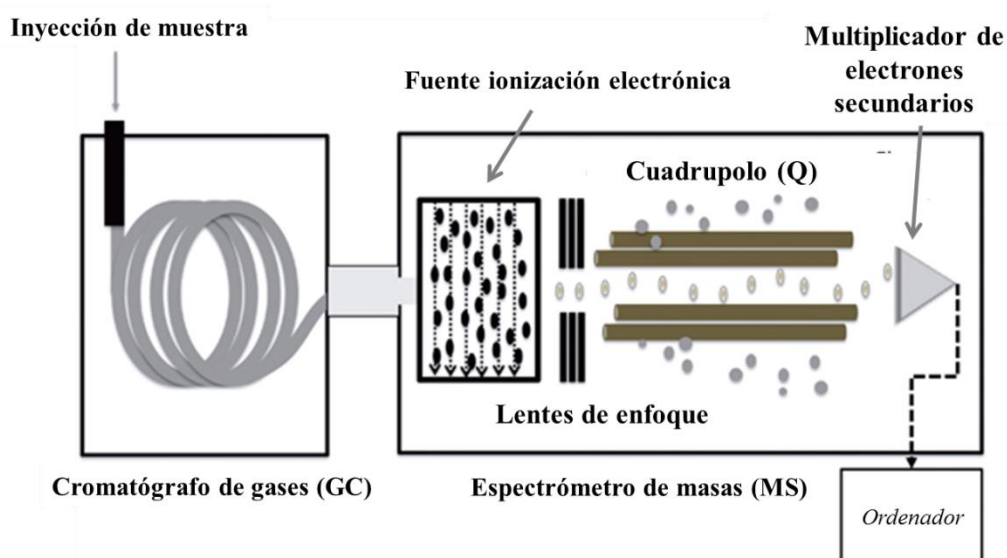 Inyección de muestra
Fuente ionización electrónica
Multiplicador de
electrones
secundarios
Cuadrupolo (Q)
Lentes de enfoque
Cromatógrafo de gases (GC)
Espectrómetro de masas (MS)
Ordenador